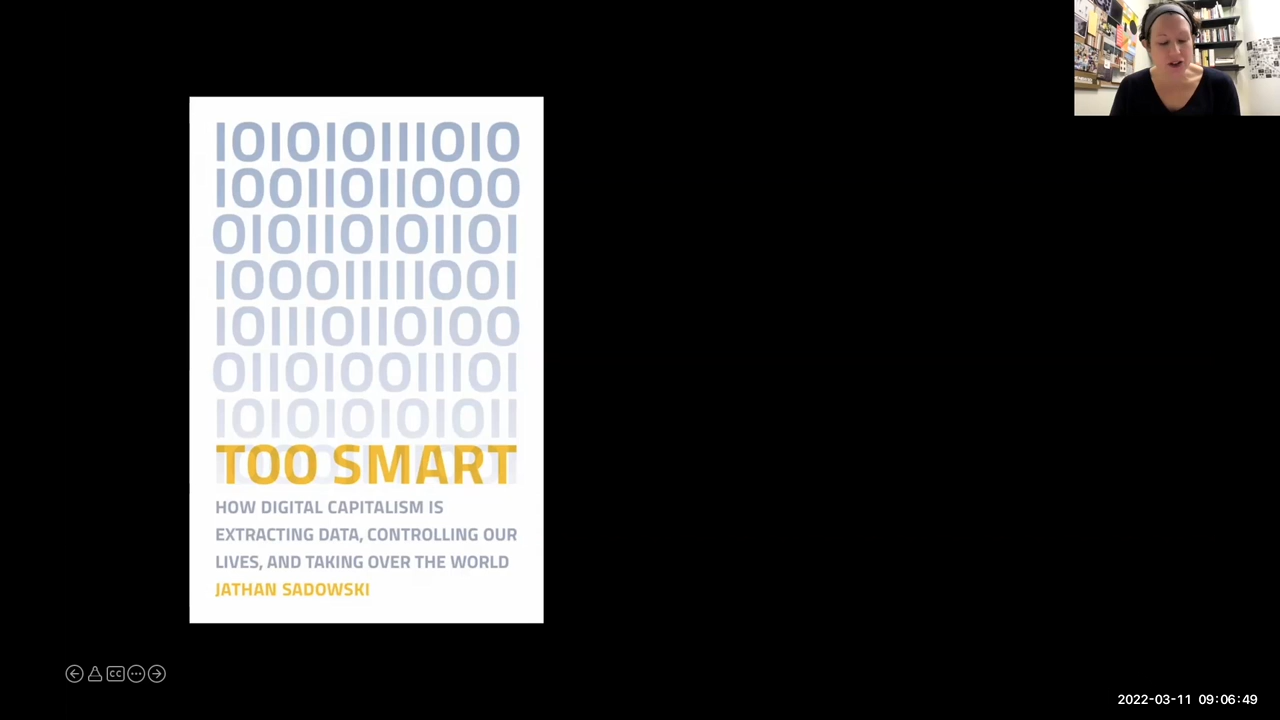 IOIOIOIIIOIO
IOOIIOIIOOO
OIOIIOIOIIOI
IOOOIIIIIOOI
IOIIIOIIOIOO
OIIOIOOIIIOI
IOIOIOIOIOII
TOO SMART
HOW DIGITAL CAPITALISM IS
EXTRACTING DATA, CONTROLLING OUR
LIVES, AND TAKING OVER THE WORLD
JATHAN SADOWSKI
CC
2022-03-11 09:06:49